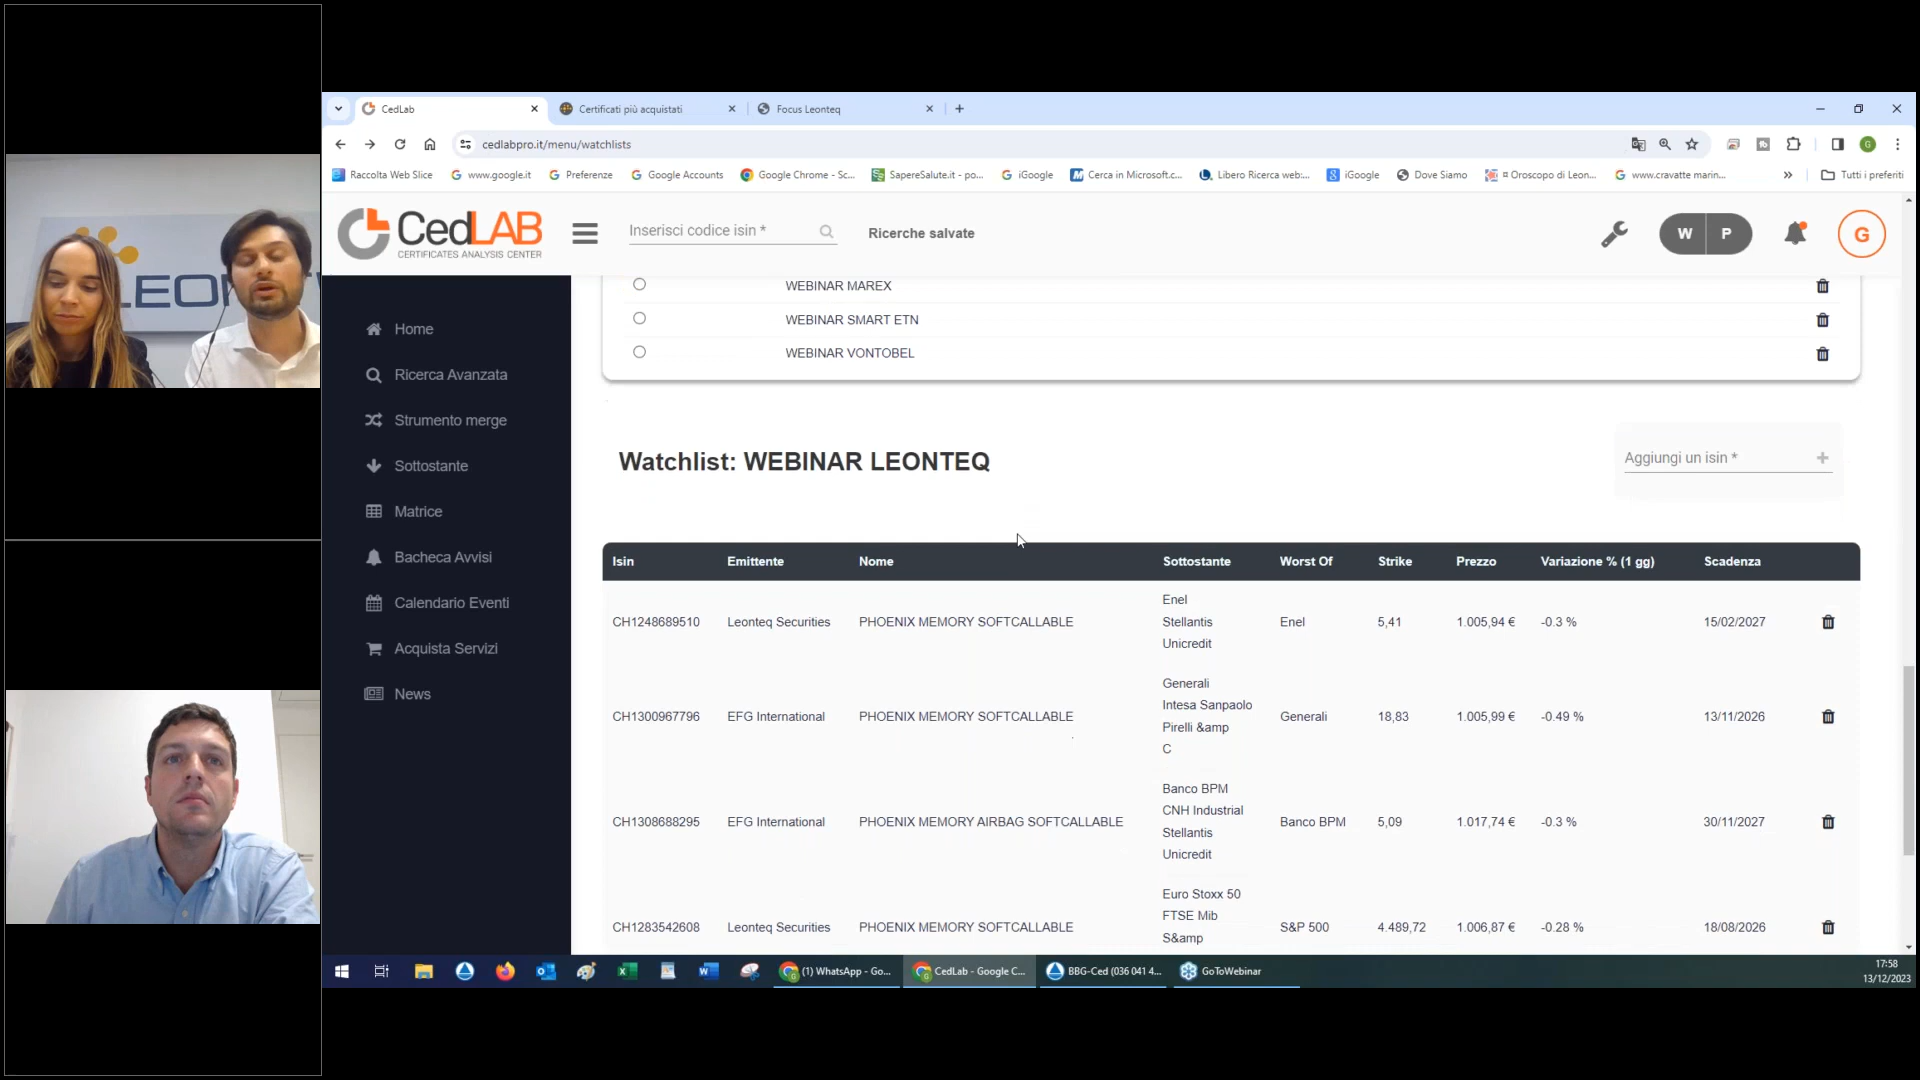 CedLab
Certificati più acquistati
Focus Leonteq
cedlabpro.it/menu/watchlists
Raccolta Web Slice
www.google.it
Preferenze
Google Accounts
Google Chrome - Sc...
SapereSalute.it - po...
iGoogle
Cerca in Microsoft.c...
Libero Ricerca web:...
iGoogle
Dove Siamo
¤ Oroscopo di Leon...
www.cravatte marin...
»
Tutti i preferiti
CedLAB
CERTIFICATES ANALYSIS CENTER
Inserisci codice isin *
Ricerche salvate
W P
G
Home
Ricerca Avanzata
Strumento merge
Sottostante
Matrice
Bacheca Avvisi
Calendario Eventi
Acquista Servizi
News
WEBINAR MAREX
WEBINAR SMART ETN
WEBINAR VONTOBEL
Watchlist: WEBINAR LEONTEQ
Aggiungi un isin * +
Isin Emittente Nome Sottostante Worst Of Strike Prezzo Variazione % (1 gg) Scadenza
CH1248689510 Leonteq Securities PHOENIX MEMORY SOFTCALLABLE
Enel
Stellantis
Unicredit
Enel 5,41 1.005,94 € -0.3 % 15/02/2027
CH1300967796 EFG International PHOENIX MEMORY SOFTCALLABLE
Generali
Intesa Sanpaolo
Pirelli &amp
C
Generali 18,83 1.005,99 € -0.49 % 13/11/2026
CH1308688295 EFG International PHOENIX MEMORY AIRBAG SOFTCALLABLE
Banco BPM
CNH Industrial
Stellantis
Unicredit
Banco BPM 5,09 1.017,74 € -0.3 % 30/11/2027
CH1283542608 Leonteq Securities PHOENIX MEMORY SOFTCALLABLE
Euro Stoxx 50
FTSE Mib
S&amp
S&P 500 4.489,72 1.006,87 € -0.28 % 18/08/2026
(1) WhatsApp - Go...
CedLab - Google C...
BBG-Ced (036 041 4...
GoToWebinar
17:58
13/12/2023